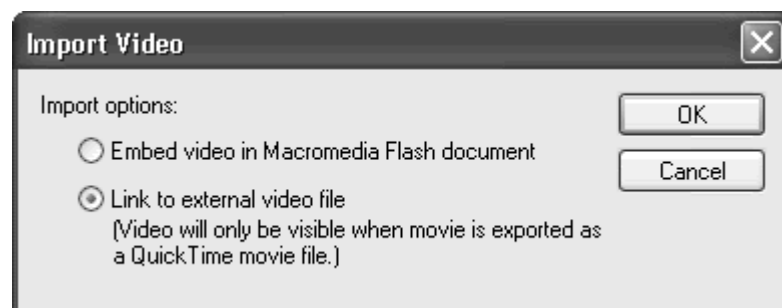 Import Video
Import options:
OK
Embed video in Macromedia Flash document
Cancel
Link to external video file
(Video will only be visible when movie is exported as
a QuickTime movie file.)